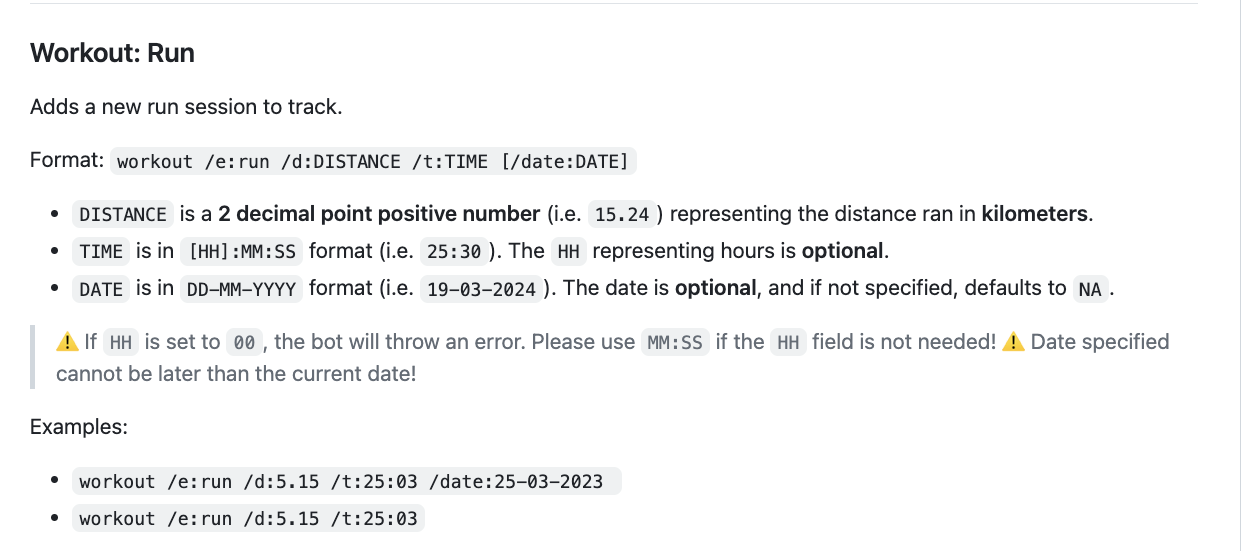 Workout: Run
Adds a new run session to track.
Format: workout /e:run /d:DISTANCE /t:TIME [/date:DATE]
• DISTANCE is a 2 decimal point positive number (i.e. 15.24 ) representing the distance ran in kilometers.
• TIME is in [HH]:MM:SS format (i.e. 25:30 ). The HH representing hours is optional.
• DATE is in DD-MM-YYYY format (i.e. 19-03-2024 ). The date is optional, and if not specified, defaults to NA .
⚠️ If HH is set to 00 , the bot will throw an error. Please use MM:SS if the HH field is not needed! ⚠️ Date specified
cannot be later than the current date!
Examples:
• workout /e:run /d:5.15 /t:25:03 /date:25-03-2023
• workout /e:run /d:5.15 /t:25:03